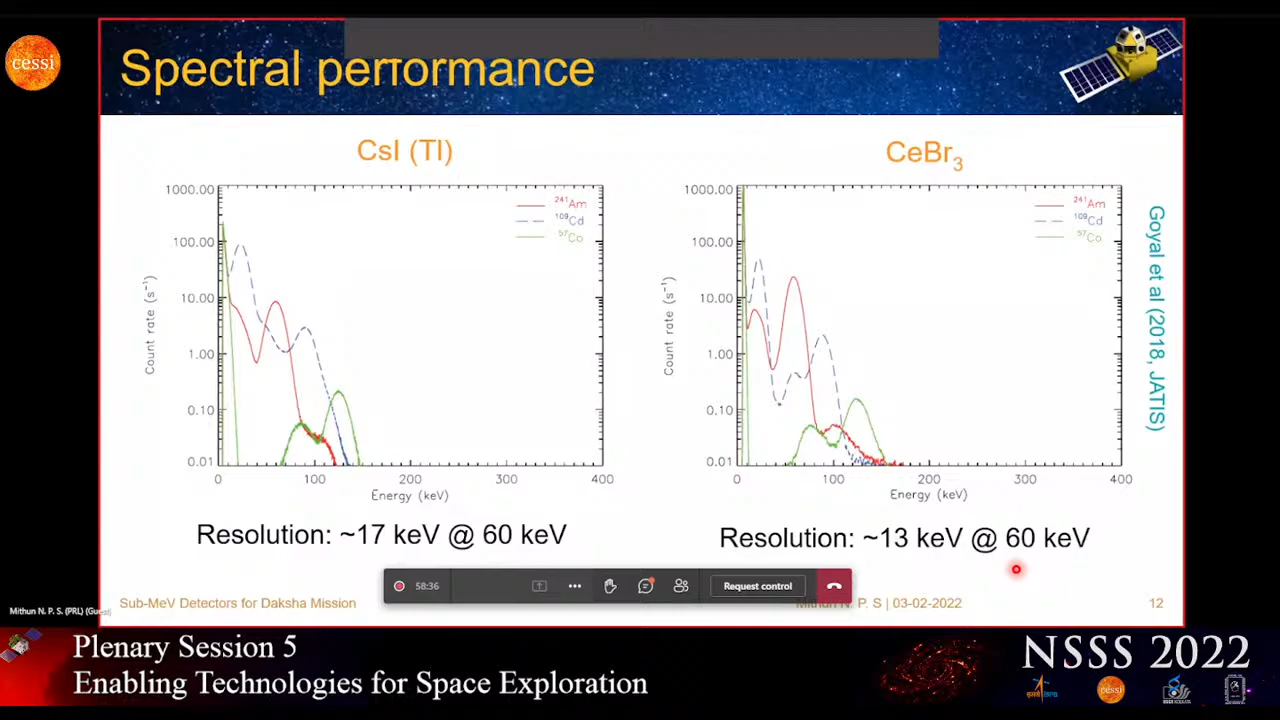 cessi
Spectral performance
CsI (Tl)
CeBr3
1000.00
100.00
10.00
1.00
0.10
0.01
Count rate (s⁻¹)
241Am
109Cd
57Co
0
100
200
300
400
Energy (keV)
1000.00
100.00
10.00
1.00
0.10
0.01
Count rate (s⁻¹)
241Am
109Cd
57Co
0
100
200
300
400
Energy (keV)
Goyal et al (2018, JATIS)
Resolution: ~17 keV @ 60 keV
Resolution: ~13 keV @ 60 keV
58:36
Request control
Mithun N. P. S. (PRL) (Guest)
Sub-MeV Detectors for Daksha Mission
Mithun N. P. S | 03-02-2022
12
Plenary Session 5
Enabling Technologies for Space Exploration
NSSS 2022